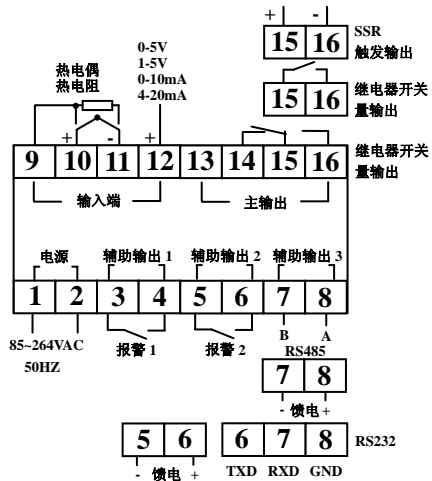 + -
15 16 SSR
触发输出
0-5V
1-5V
0-10mA
4-20mA
热电偶
热电阻
15 16 继电器开关
量输出
+ - +
9 10 11 12 13 14 15 16 继电器开关
量输出
输入端 主输出
电源 辅助输出 1 辅助输出 2 辅助输出 3
1 2 3 4 5 6 7 8
B A
85~264VAC 报警 1 报警 2 RS485
50HZ
7 8
- 馈电 +
5 6 6 7 8 RS232
- 馈电 + TXD RXD GND